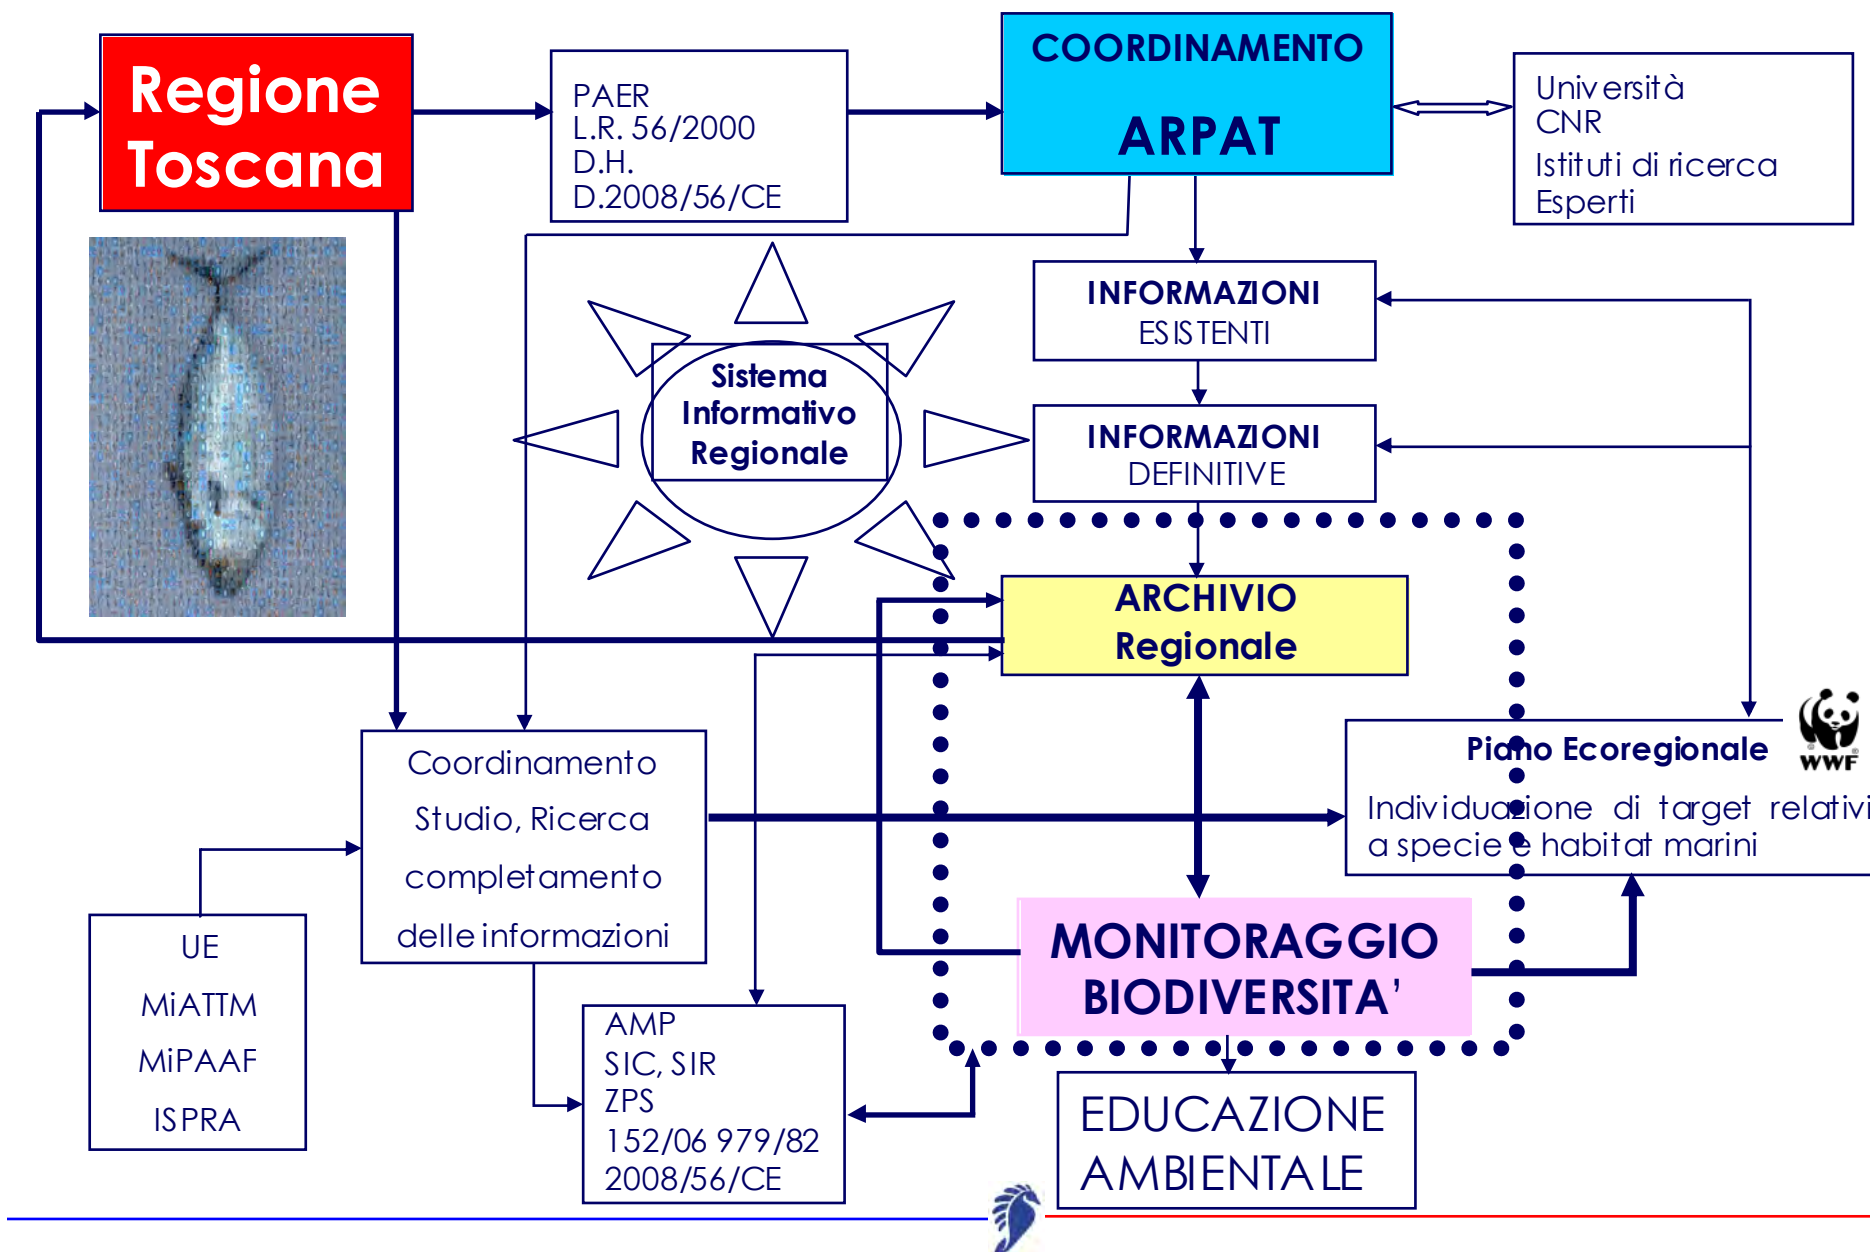 Regione
Toscana
PAER
L.R. 56/2000
D.H.
D.2008/56/CE
COORDINAMENTO
ARPAT
Università
CNR
Istituti di ricerca
Esperti
INFORMAZIONI
ESISTENTI
Sistema
Informativo
Regionale
INFORMAZIONI
DEFINITIVE
ARCHIVIO
Regionale
Coordinamento
Studio, Ricerca
completamento
delle informazioni
Piano Ecoregionale
WWF
Individuazione di target relativi
a specie e habitat marini
UE
MiATTM
MiPAAF
ISPRA
MONITORAGGIO
BIODIVERSITA’
AMP
SIC, SIR
ZPS
152/06 979/82
2008/56/CE
EDUCAZIONE
AMBIENTALE